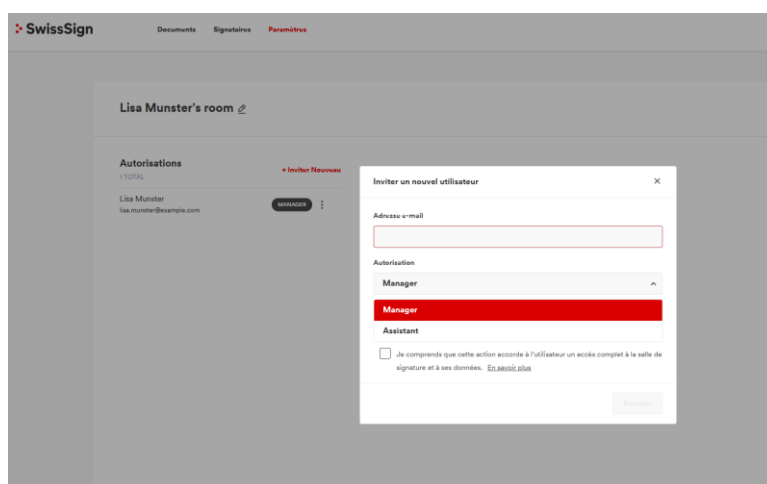 SwissSign
Documents Signataires Paramètres
Lisa Munster's room
Autorisations
1 TOTAL
+ Inviter Nouveau
Lisa Munster
lisa.munster@example.com
MANAGER
Inviter un nouvel utilisateur
Adresse e-mail
Autorisation
Manager
Manager
Assistant
Je comprends que cette action accorde à l'utilisateur un accès complet à la salle de
signature et à ses données. En savoir plus